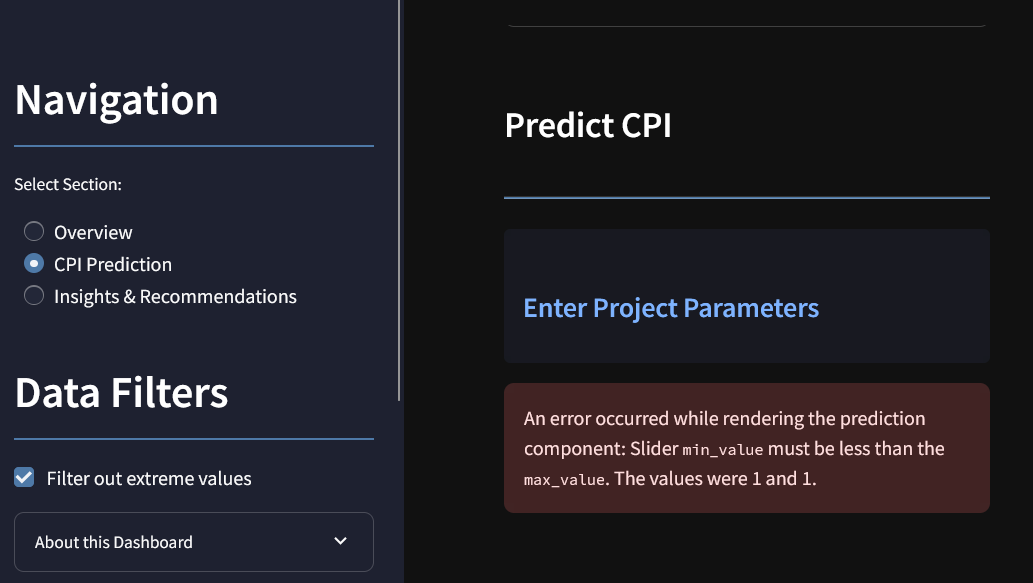 Navigation
Select Section:
Overview
CPI Prediction
Insights & Recommendations
Data Filters
Filter out extreme values
About this Dashboard
Predict CPI
Enter Project Parameters
An error occurred while rendering the prediction
component: Slider min_value must be less than the
max_value. The values were 1 and 1.